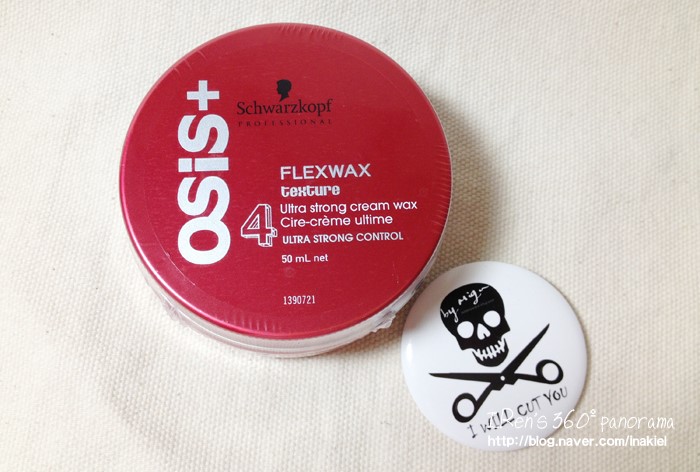 OSiS+
Schwarzkopf
PROFESSIONAL
FLEXWAX
texture
4
Ultra strong cream wax
Cire-crème ultime
ULTRA STRONG CONTROL
50 mL net
1390721
I WILL CUT YOU
360° panorama
http://blog.naver.com/inakiel